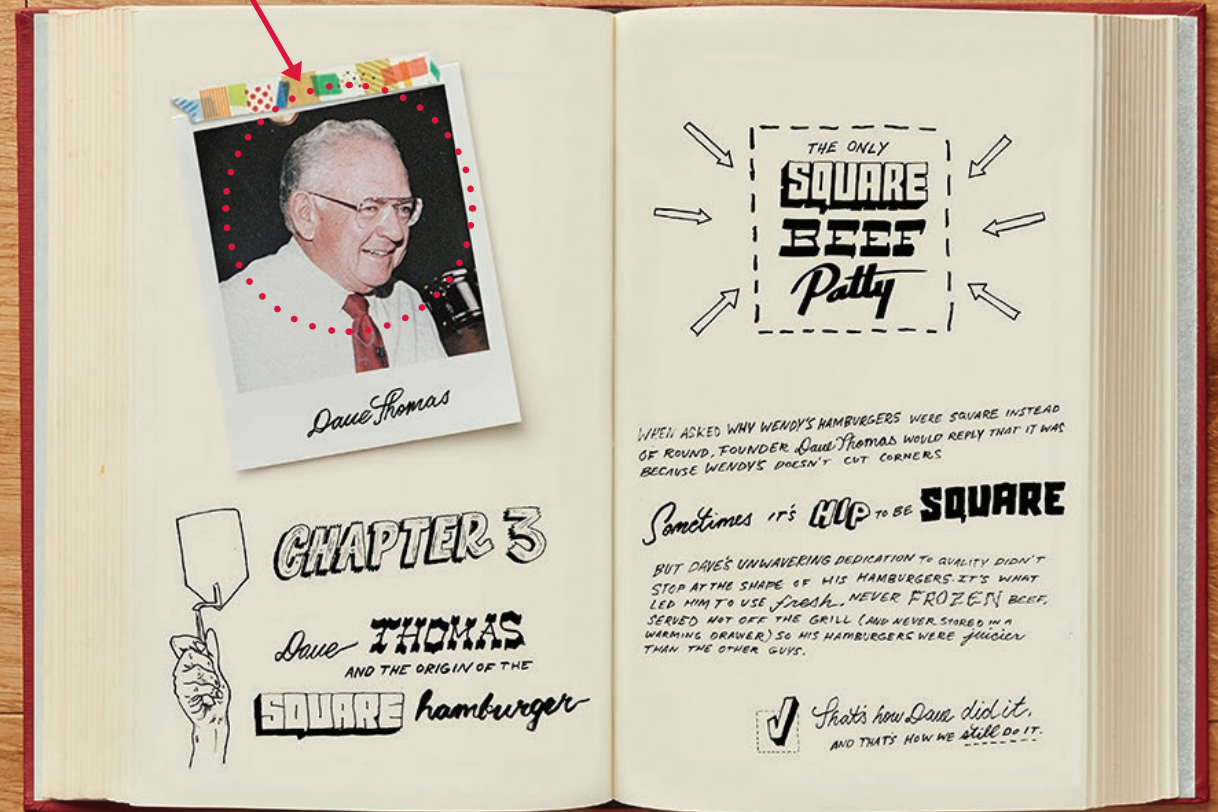 Dave Thomas
CHAPTER 3
Dave THOMAS
AND THE ORIGIN OF THE
SQUARE hamburger
THE ONLY
SQUARE
BEEF
Patty
WHEN ASKED WHY WENDY'S HAMBURGERS WERE SQUARE INSTEAD
OF ROUND, FOUNDER Dave Thomas WOULD REPLY THAT IT WAS
BECAUSE WENDY'S DOESN'T CUT CORNERS
Sometimes IT'S HIP TO BE SQUARE
BUT DAVE'S UNWAVERING DEDICATION TO QUALITY DIDN'T
STOP AT THE SHAPE OF HIS HAMBURGERS. IT'S WHAT
LED HIM TO USE fresh, NEVER FROZEN BEEF,
SERVED HOT OFF THE GRILL (AND NEVER STORED IN A
WARMING DRAWER) SO HIS HAMBURGERS WERE juicier
THAN THE OTHER GUYS.
That's how Dave did it,
AND THAT'S HOW WE still DO IT.